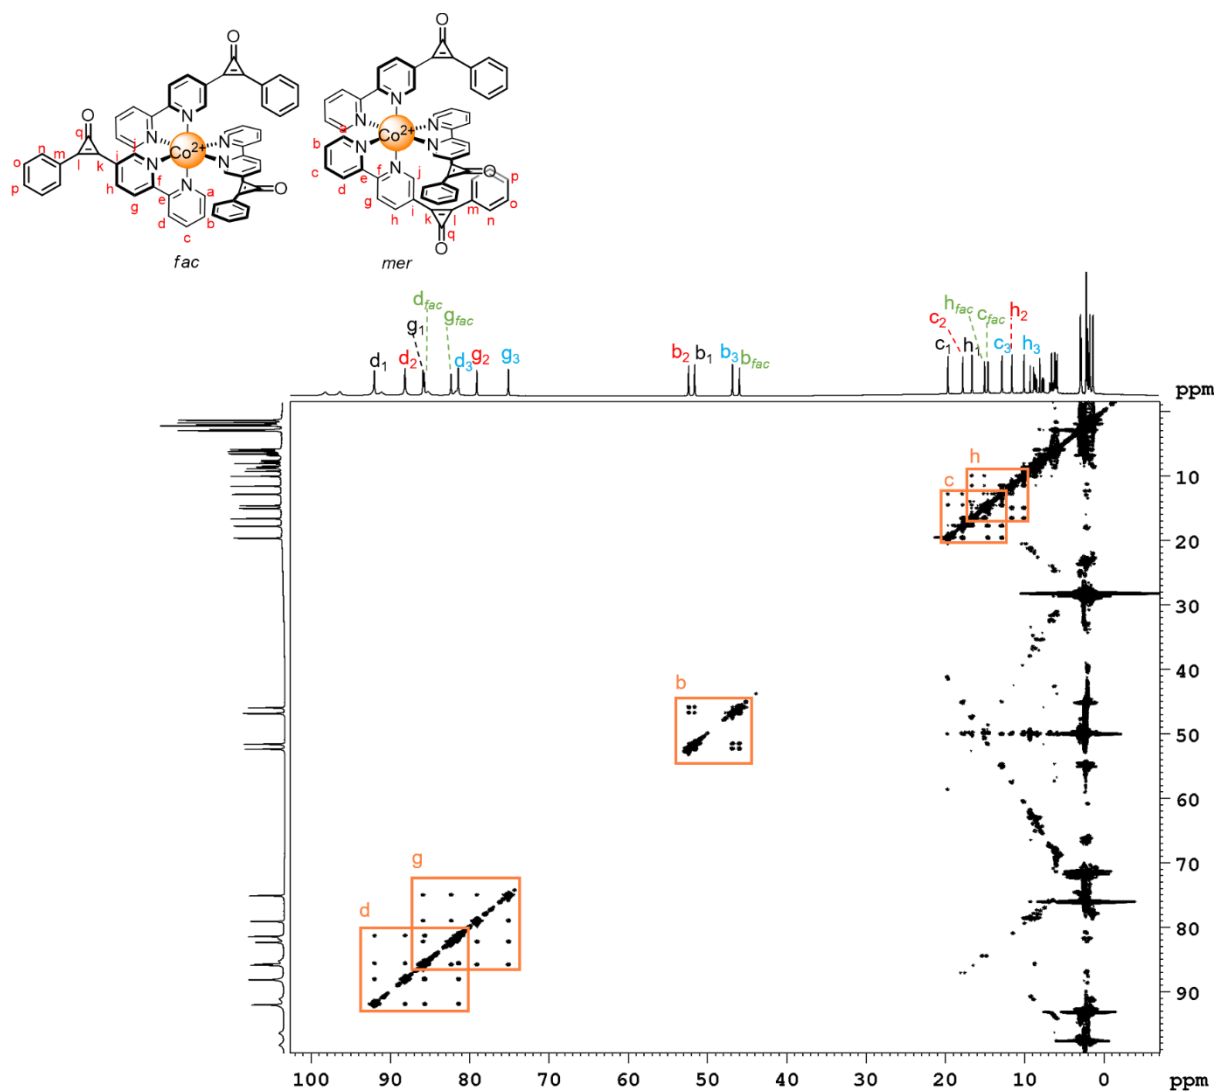 O
O
N
N
N
N
Co2+
N
N
O
O
q
n
m
o
p
l
k
i
j
h
g
f
e
d
c
b
a
fac
O
N
N
N
Co2+
N
N
N
O
O
a
b
c
d
e
f
g
h
i
j
k
l
m
n
o
p
q
mer
d1
d2
g1
dfac
gfac
d3
g2
g3
b2
b1
b3
bfac
c1
c2
h1
hfac
cfac
c3
h2
h3
ppm
h
c
b
g
d
10
20
30
40
50
60
70
80
90
100 90 80 70 60 50 40 30 20 10 0 ppm